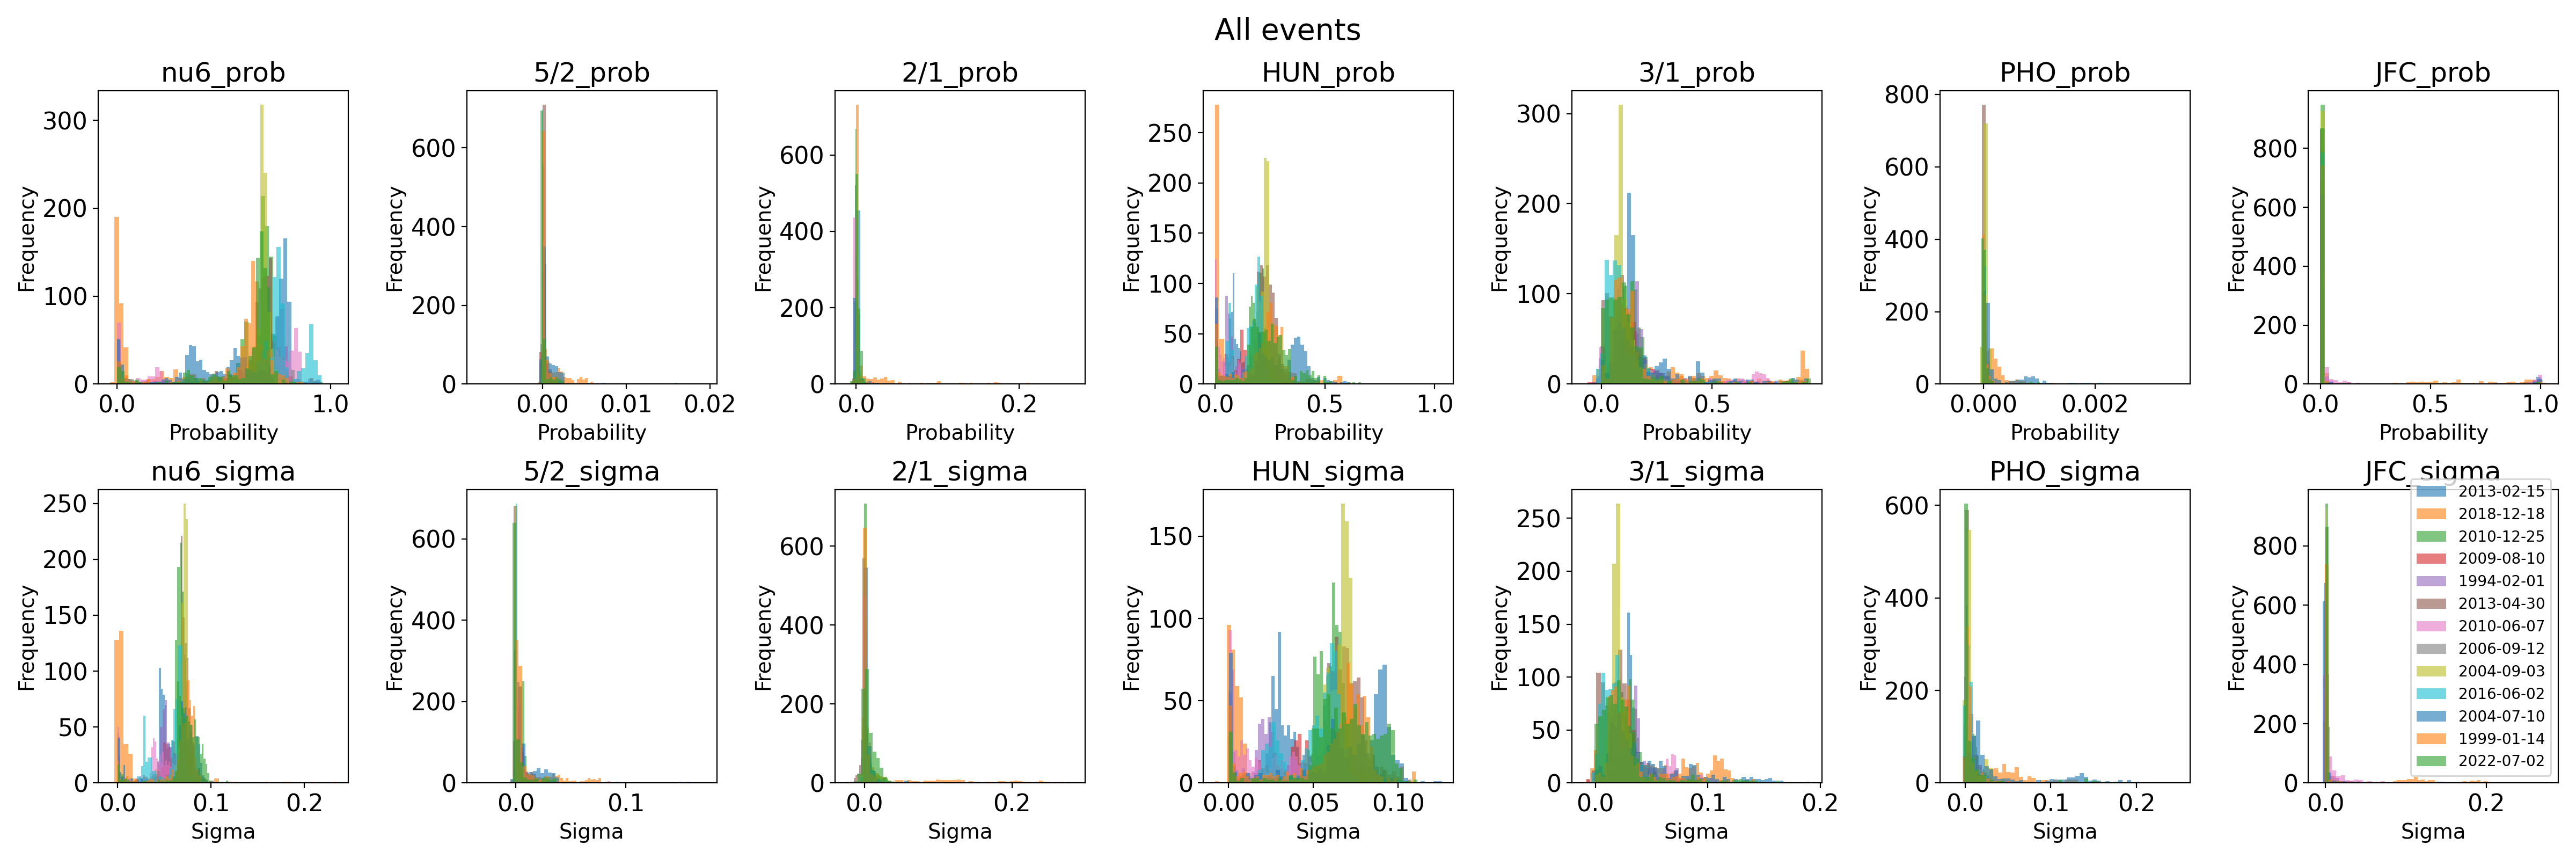 All events
nu6_prob
5/2_prob
2/1_prob
HUN_prob
3/1_prob
PHO_prob
JFC_prob
Frequency
300
200
100
0
0.0 0.5 1.0
Probability
Frequency
600
400
200
0
0.00 0.01 0.02
Probability
Frequency
600
400
200
0
0.0 0.2
Probability
Frequency
250
200
150
100
50
0
0.0 0.5 1.0
Probability
Frequency
300
200
100
0
0.0 0.5
Probability
Frequency
800
600
400
200
0
0.000 0.002
Probability
Frequency
800
600
400
200
0
0.0 0.5 1.0
Probability
nu6_sigma
5/2_sigma
2/1_sigma
HUN_sigma
3/1_sigma
PHO_sigma
JFC_sigma
Frequency
250
200
150
100
50
0
0.0 0.1 0.2
Sigma
Frequency
600
400
200
0
0.0 0.1
Sigma
Frequency
600
400
200
0
0.0 0.2
Sigma
Frequency
150
100
50
0
0.00 0.05 0.10
Sigma
Frequency
250
200
150
100
50
0
0.0 0.1 0.2
Sigma
Frequency
600
400
200
0
0.0 0.1 0.2
Sigma
Frequency
800
600
400
200
0
0.0 0.2
Sigma
2013-02-15
2018-12-18
2010-12-25
2009-08-10
1994-02-01
2013-04-30
2010-06-07
2006-09-12
2004-09-03
2016-06-02
2004-07-10
1999-01-14
2022-07-02